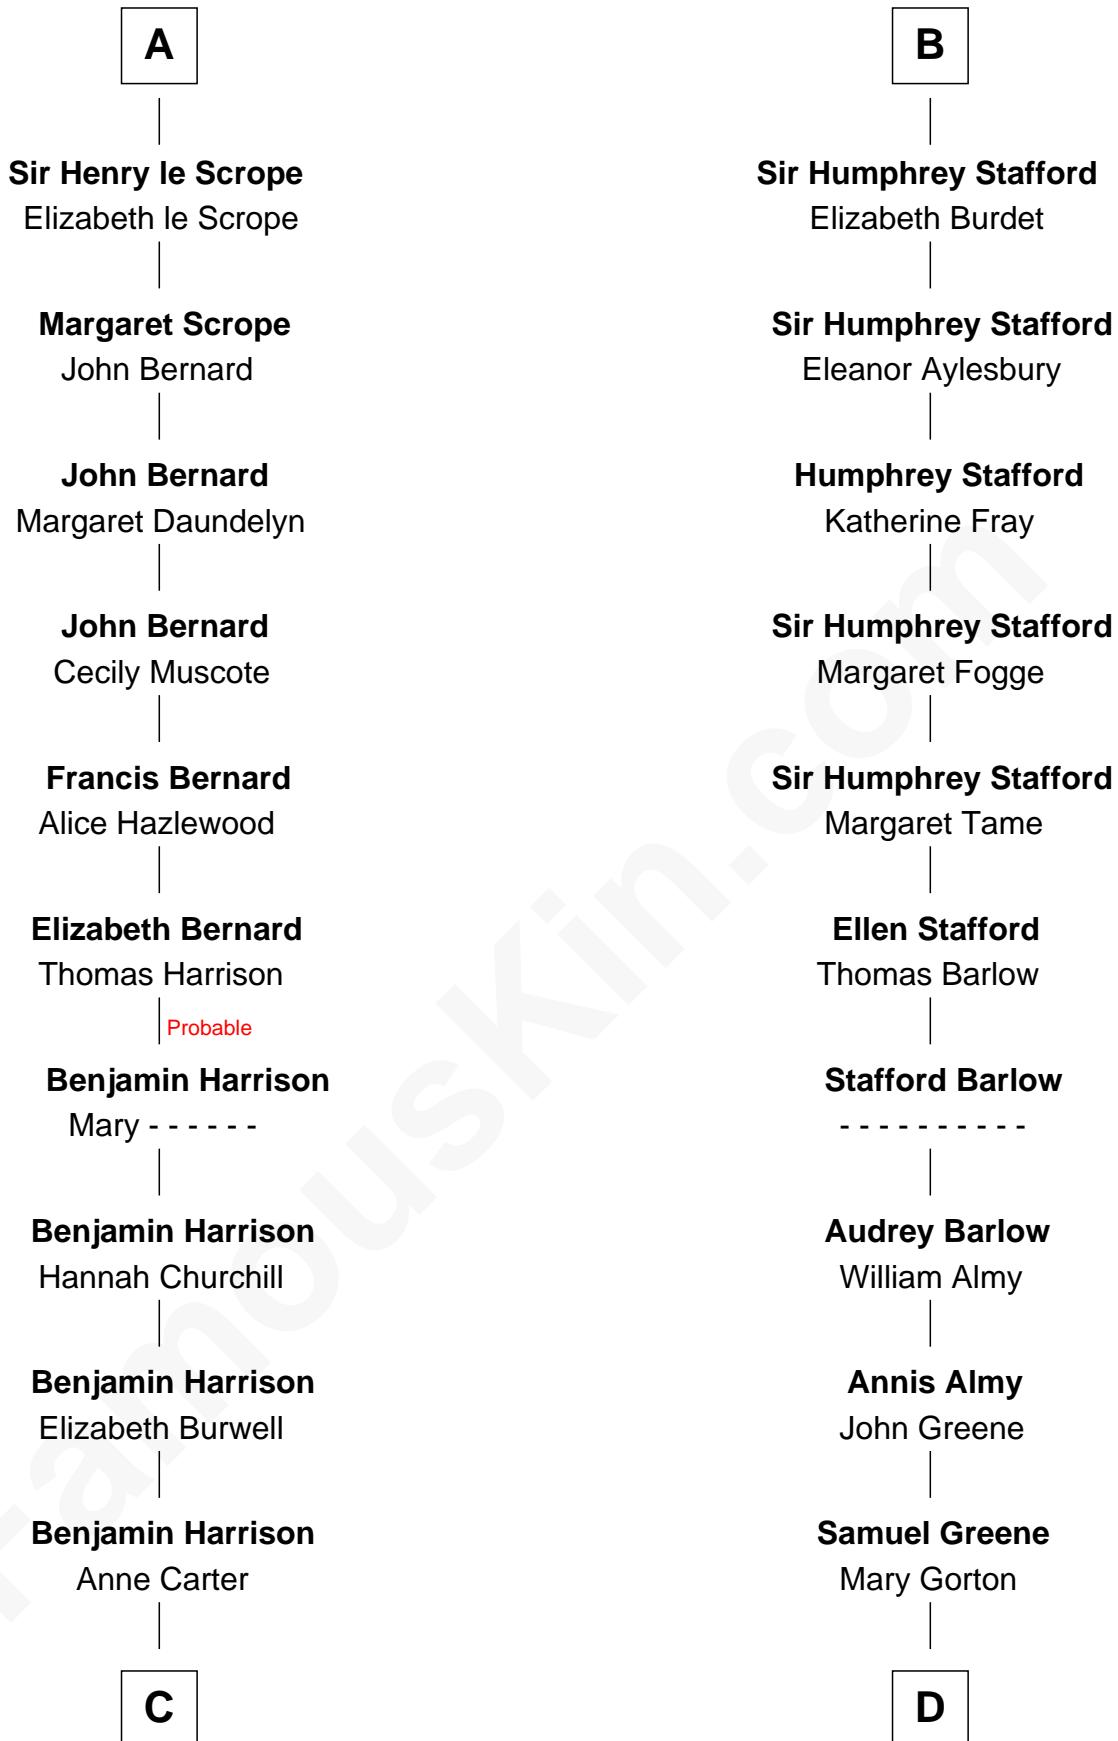 A
Sir Henry le Scrope
Elizabeth le Scrope
Margaret Scrope
John Bernard
John Bernard
Margaret Daundelyn
John Bernard
Cecily Muscote
Francis Bernard
Alice Hazlewood
Elizabeth Bernard
Thomas Harrison
Probable
Benjamin Harrison
Mary - - - - - -
Benjamin Harrison
Hannah Churchill
Benjamin Harrison
Elizabeth Burwell
Benjamin Harrison
Anne Carter
C
B
Sir Humphrey Stafford
Elizabeth Burdet
Sir Humphrey Stafford
Eleanor Aylesbury
Humphrey Stafford
Katherine Fray
Sir Humphrey Stafford
Margaret Fogge
Sir Humphrey Stafford
Margaret Tame
Ellen Stafford
Thomas Barlow
Stafford Barlow
- - - - - - - - - -
Audrey Barlow
William Almy
Annis Almy
John Greene
Samuel Greene
Mary Gorton
D
FamousKin.com